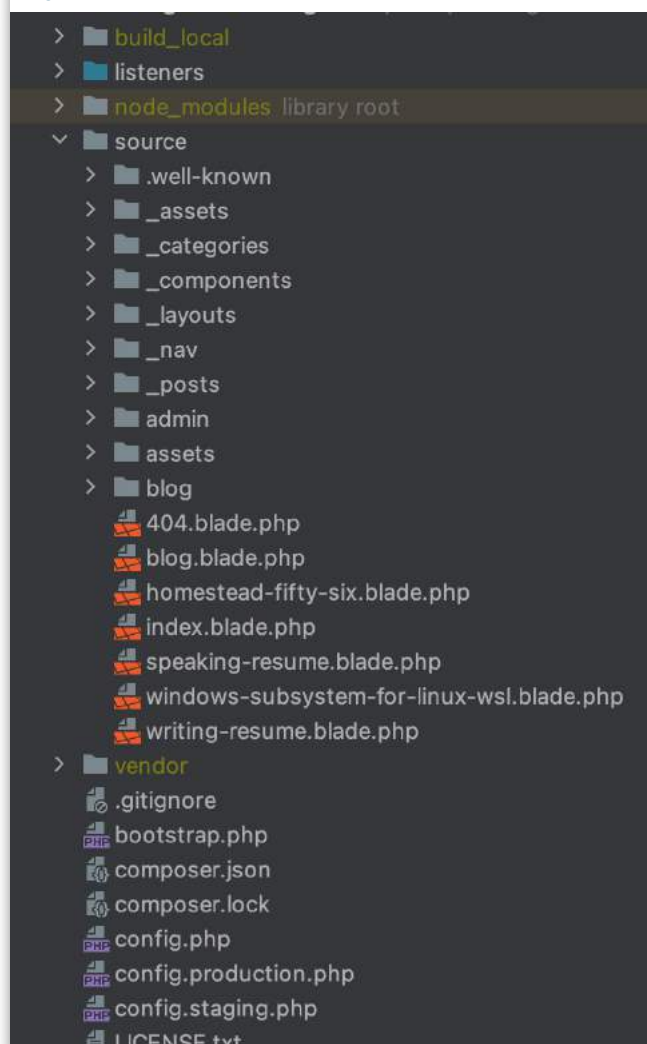 build_local
listeners
node_modules library root
source
.well-known
_assets
_categories
_components
_layouts
_nav
_posts
admin
assets
blog
404.blade.php
blog.blade.php
homestead-fifty-six.blade.php
index.blade.php
speaking-resume.blade.php
windows-subsystem-for-linux-wsl.blade.php
writing-resume.blade.php
vendor
.gitignore
bootstrap.php
composer.json
composer.lock
config.php
config.production.php
config.staging.php
LICENSE.txt